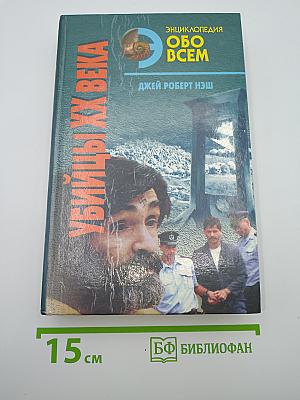 ЭНЦИКЛОПЕДИЯ
ОБО
ВСЕМ
ДЖЕЙ РОБЕРТ НЭШ
УБИЙЦЫ XX ВЕКА
15 см
БФ БИБЛИОФАН